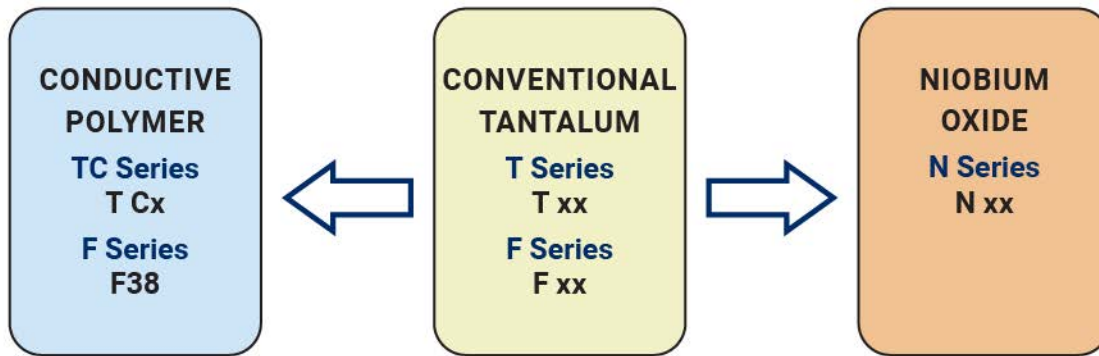 CONDUCTIVE
POLYMER
TC Series
T Cx
F Series
F38
CONVENTIONAL
TANTALUM
T Series
T xx
F Series
F xx
NIOBIUM
OXIDE
N Series
N xx